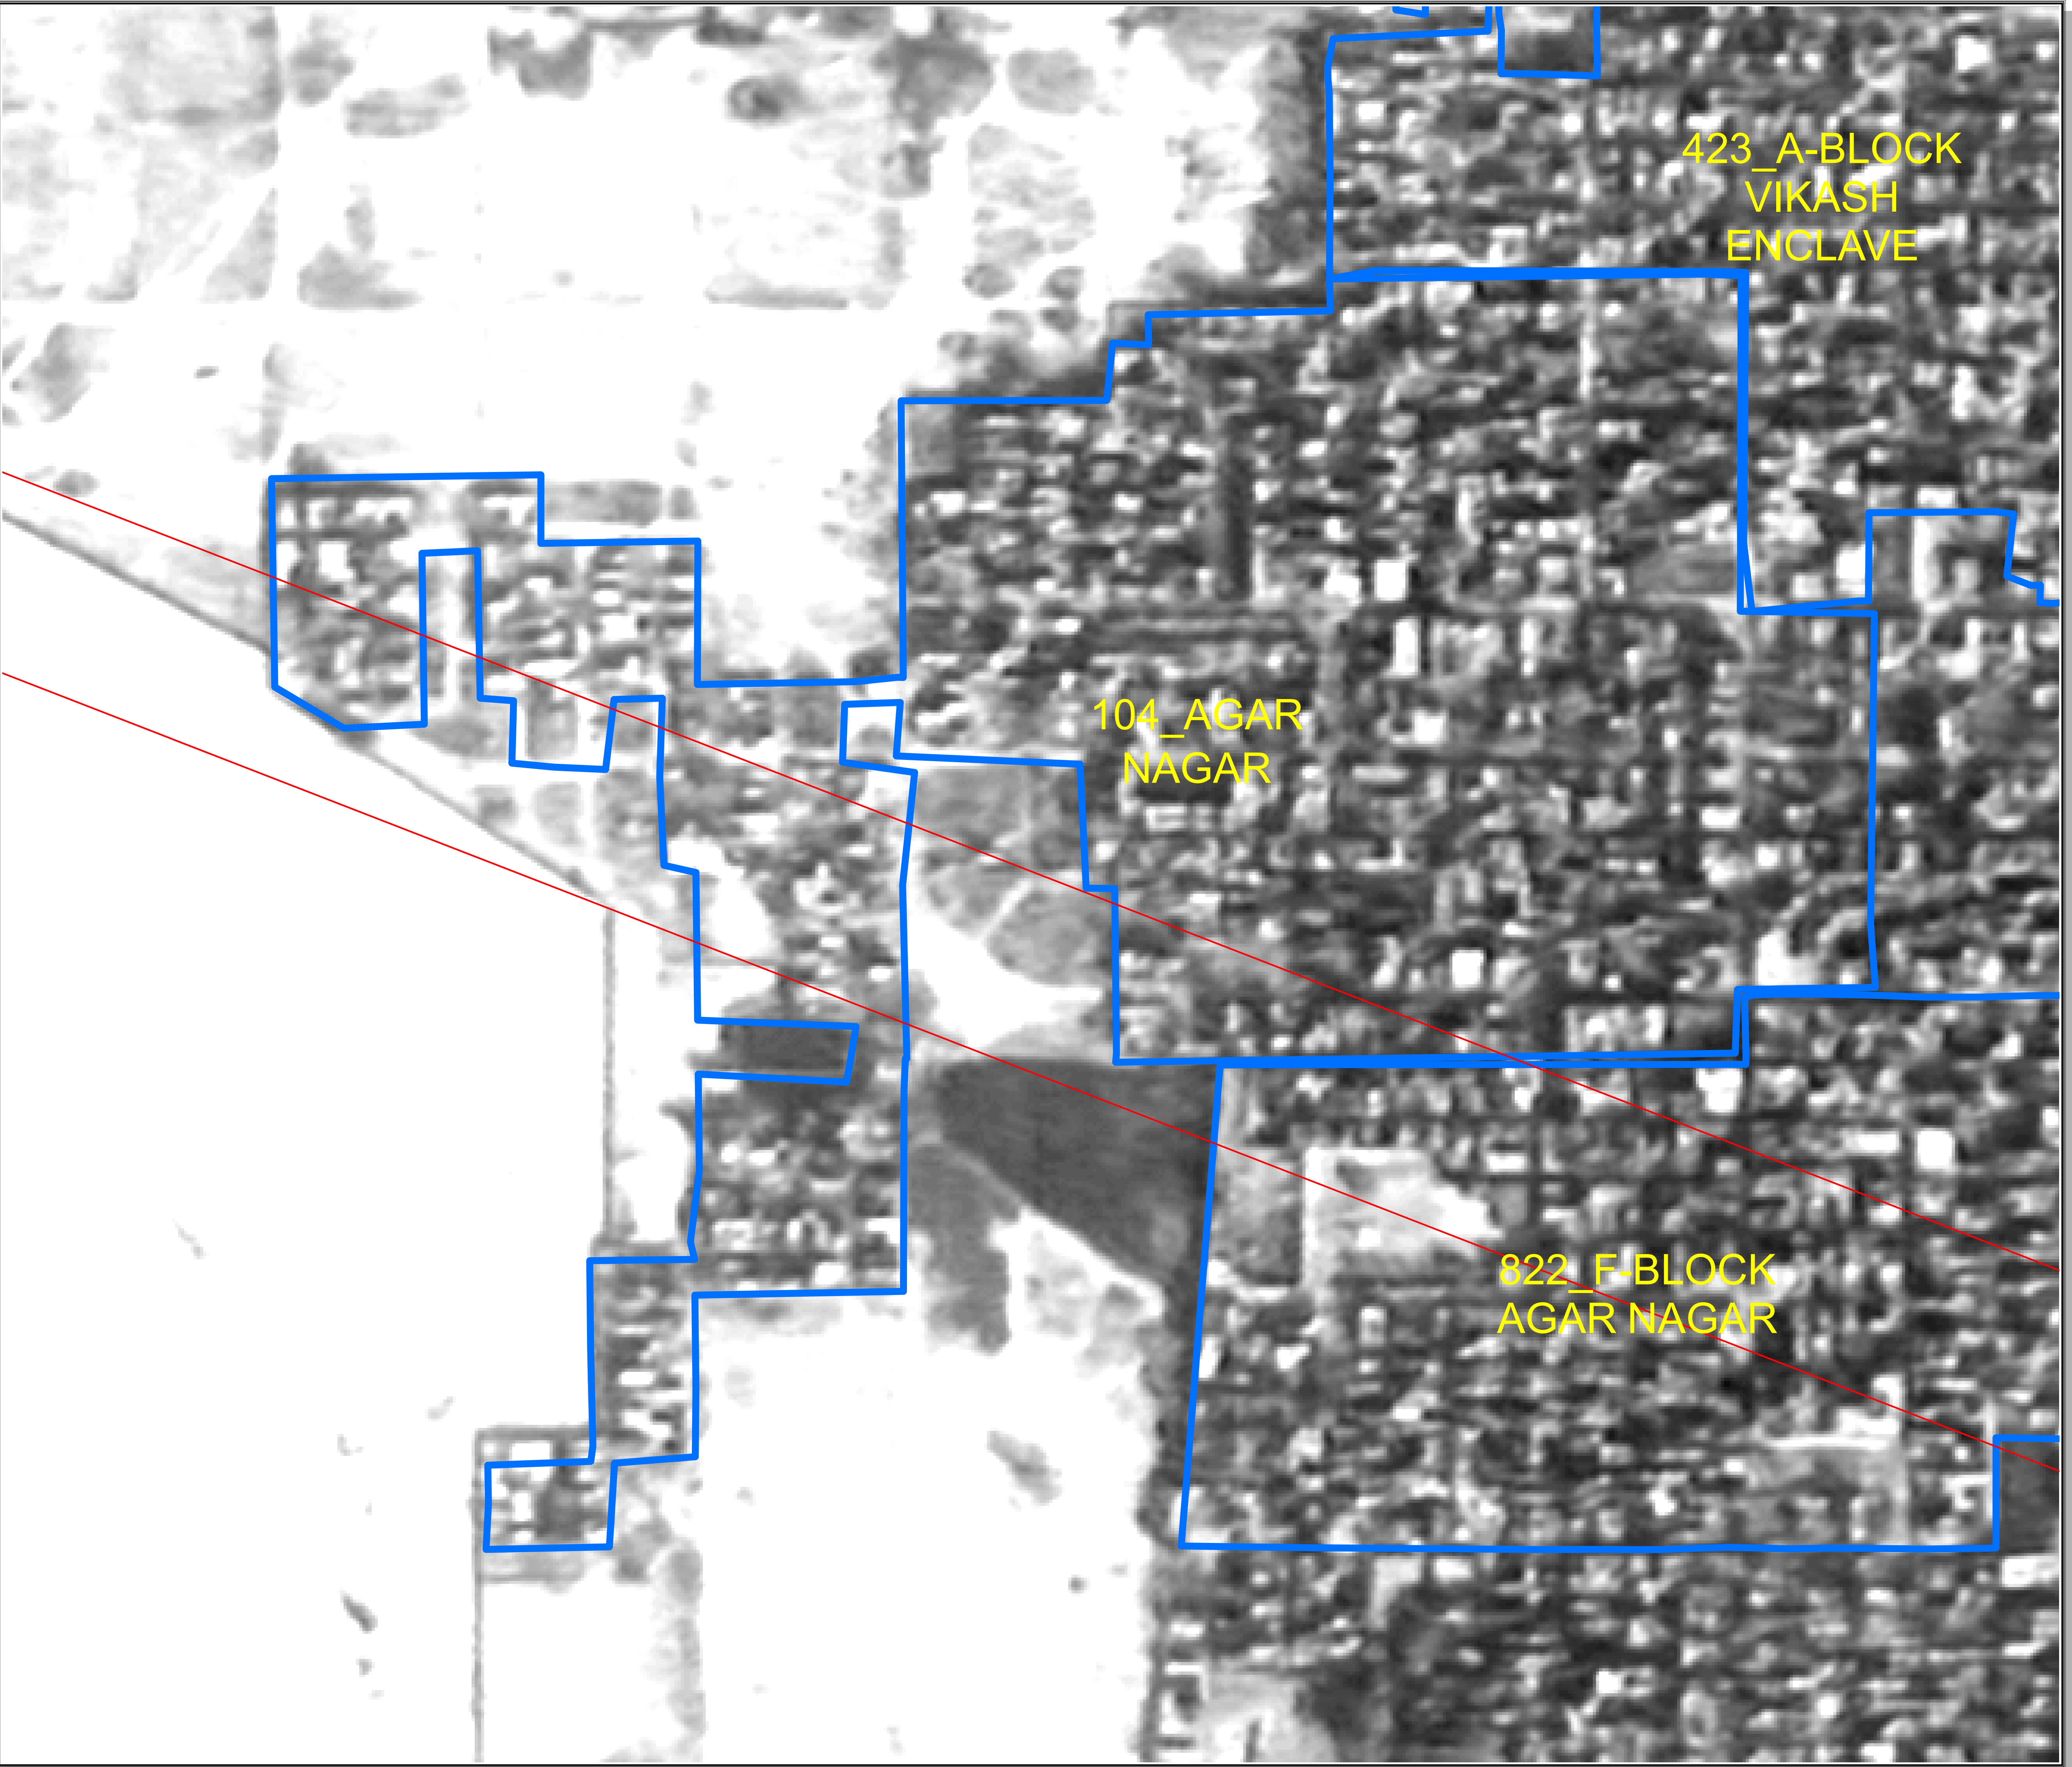 423_A-BLOCK
VIKASH
ENCLAVE
104_AGAR
NAGAR
822_F-BLOCK
AGAR NAGAR